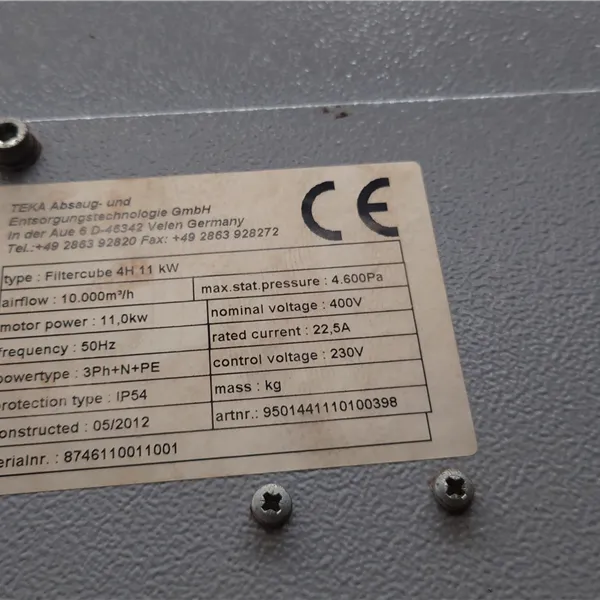 TEKA Absaug- und
Entsorgungstechnologie GmbH
In der Aue 6 D-46342 Velen Germany
Tel.:+49 2863 92820 Fax: +49 2863 928272
CE
type : Filtercube 4H 11 kW
airflow : 10.000m³/h
max.stat.pressure : 4.600Pa
motor power : 11,0kw
nominal voltage : 400V
frequency : 50Hz
rated current : 22,5A
powertype : 3Ph+N+PE
control voltage : 230V
protection type : IP54
mass : kg
constructed : 05/2012
artnr.: 9501441110100398
erialnr. : 8746110011001